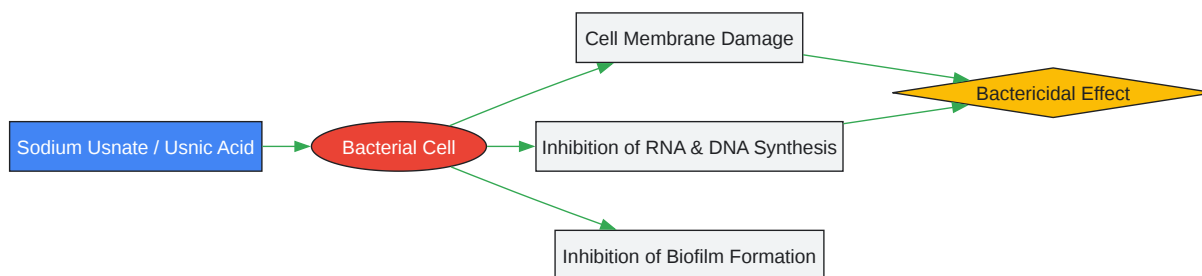 Sodium Usnate / Usnic Acid
Bacterial Cell
Cell Membrane Damage
Inhibition of RNA & DNA Synthesis
Inhibition of Biofilm Formation
Bactericidal Effect